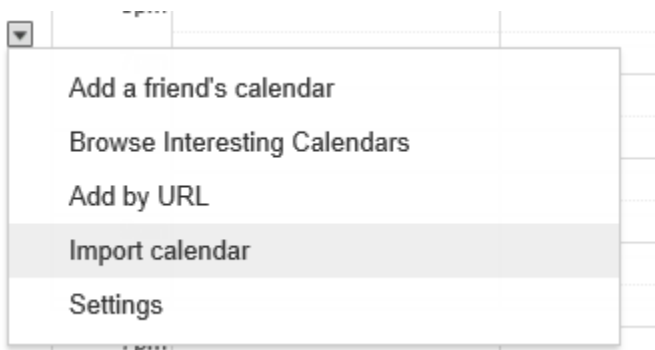 Add a friend's calendar
Browse Interesting Calendars
Add by URL
Import calendar
Settings